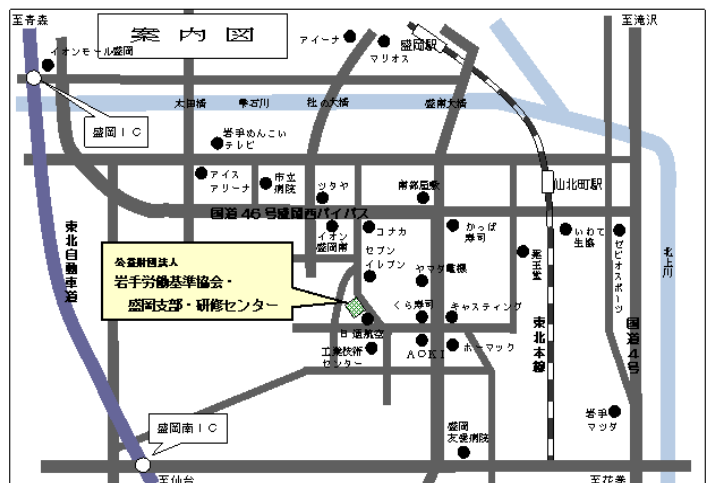 至青森
案内図
至滝沢
アイーナ
盛岡駅
マリオス
イオンモール盛岡
太田橋
雫石川
杜の大橋
盛南大橋
盛岡IC
岩手めんこい
テレビ
アイス
アリーナ
市立
病院
ツタヤ
南部屋敷
仙北町駅
国道46号盛岡西バイパス
イオン
盛岡南
コナカ
かっぱ
寿司
いわて
生協
ゼビオスポーツ
北上川
東北自動車道
セブン
イレブン
ヤマダ電機
薬王堂
公益財団法人
岩手労働基準協会・
盛岡支部・研修センター
くら寿司
キャスティング
日通航空
東北本線
国道4号
工業技術
センター
AOKI
ホーマック
盛岡南IC
盛岡
友愛病院
岩手
マツダ
至仙台
至花巻